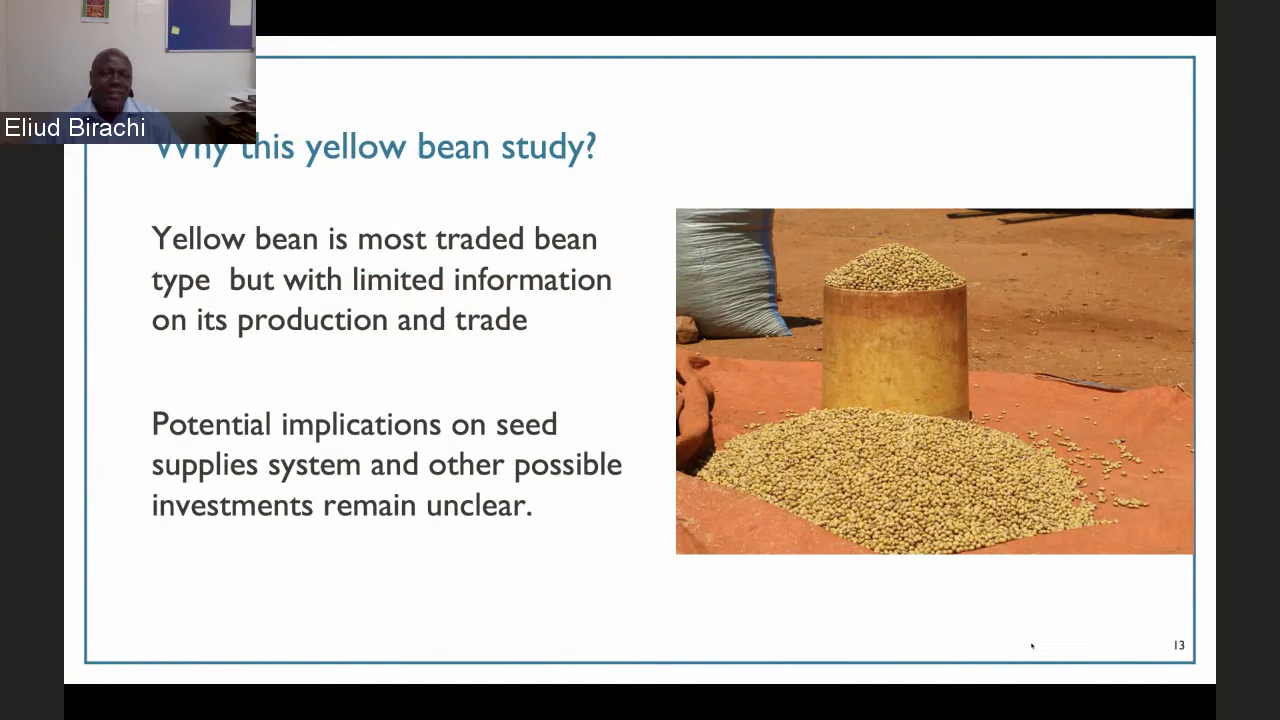 Eliud Birachi
Why this yellow bean study?
Yellow bean is most traded bean
type  but with limited information
on its production and trade
Potential implications on seed
supplies system and other possible
investments remain unclear.
13